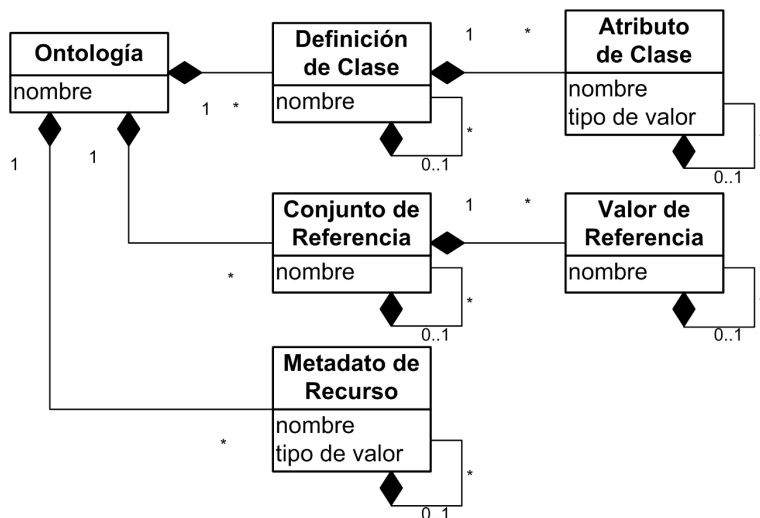 Ontología
nombre
1
*
1
1
Definición
de Clase
nombre
*
0..1
1
*
Atributo
de Clase
nombre
tipo de valor
0..1
Conjunto de
Referencia
nombre
*
*
0..1
1
*
Valor de
Referencia
nombre
0..1
Metadato de
Recurso
nombre
tipo de valor
*
*
0..1